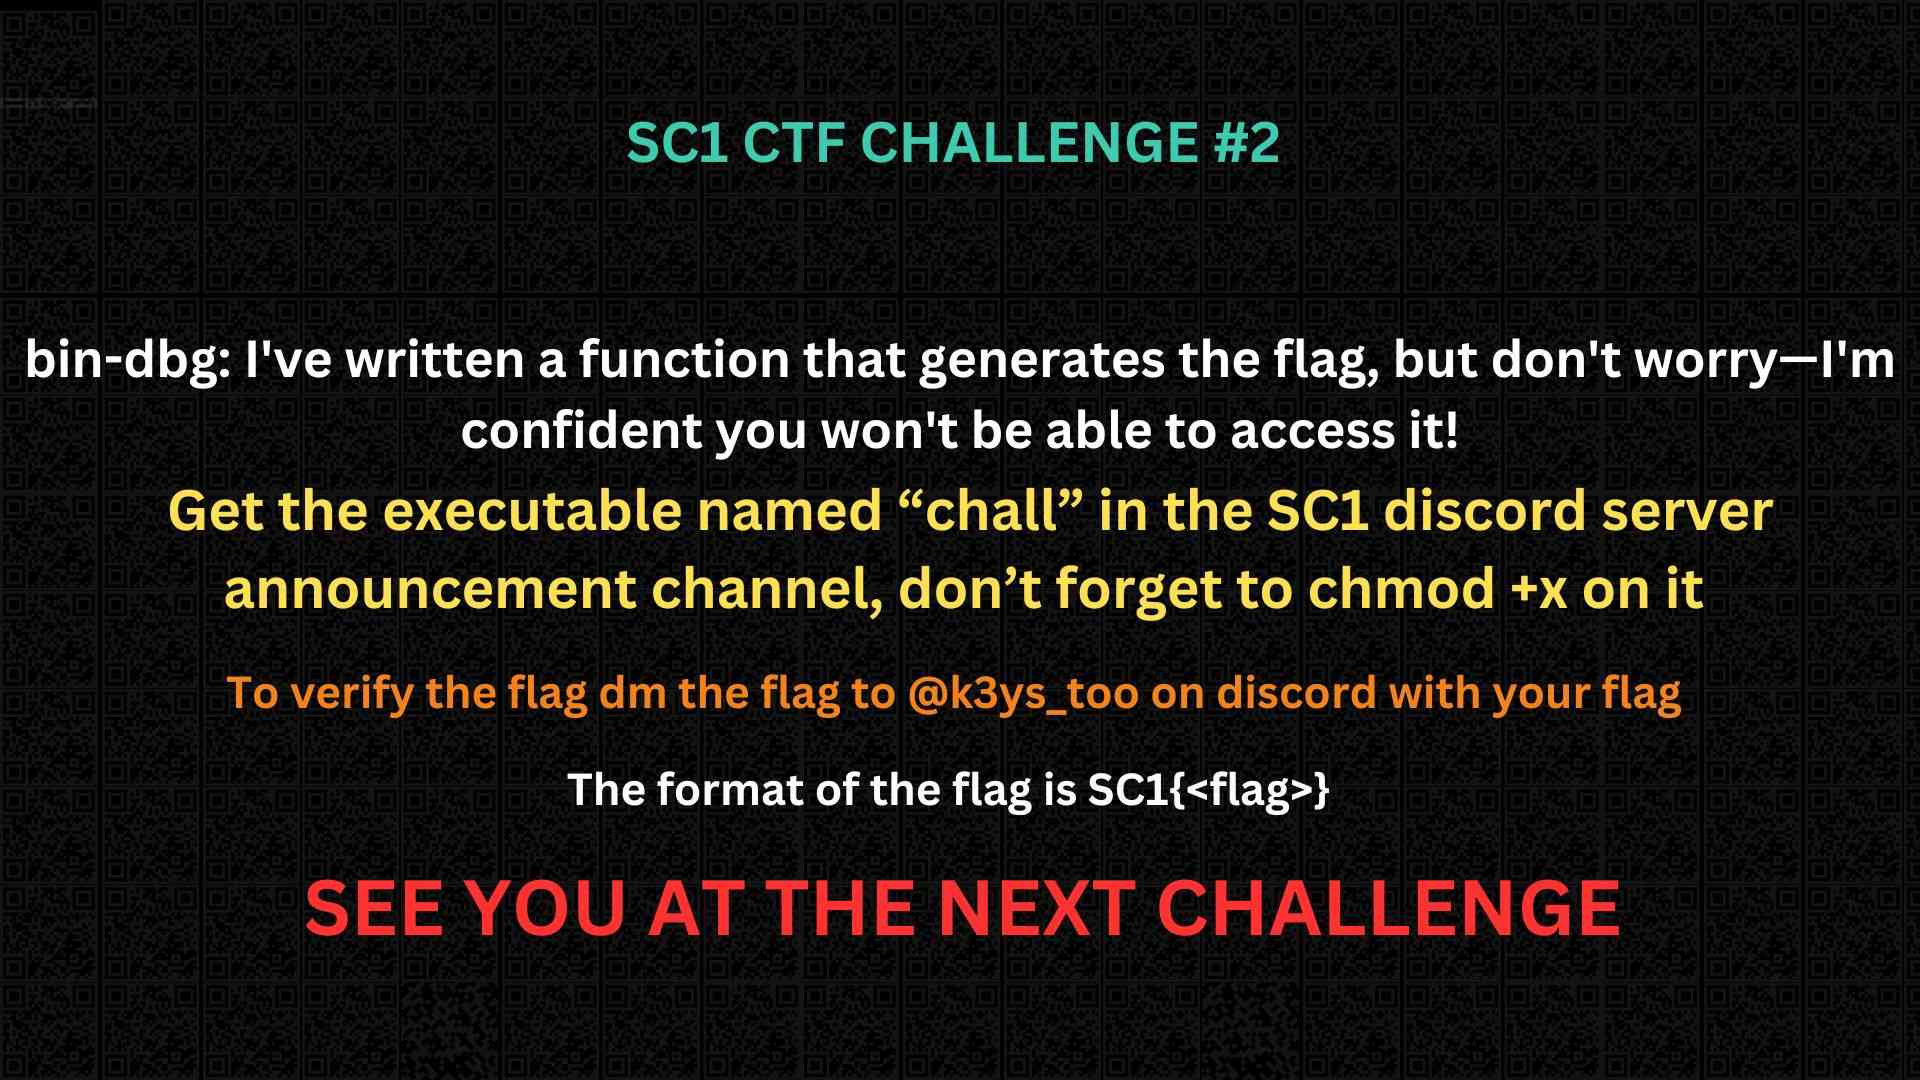 SC1 CTF CHALLENGE #2
bin-dbg: I've written a function that generates the flag, but don't worry—I'm
confident you won't be able to access it!
Get the executable named “chall” in the SC1 discord server
announcement channel, don’t forget to chmod +x on it
To verify the flag dm the flag to @k3ys_too on discord with your flag
The format of the flag is SC1{<flag>}
SEE YOU AT THE NEXT CHALLENGE